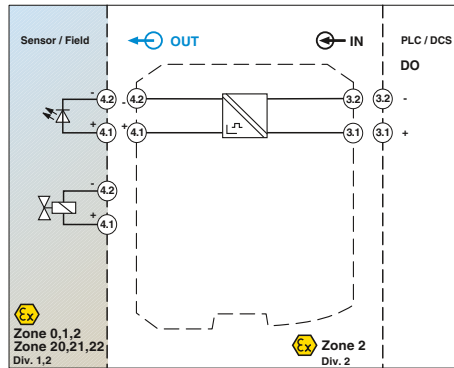 Sensor / Field
OUT
IN
PLC / DCS
DO
- 4.2 - 4.2 3.2 3.2 -
+ 4.1 + 4.1 3.1 3.1 +
- 4.2
+ 4.1
Ex
Zone 0,1,2
Zone 20,21,22
Div. 1,2
Ex Zone 2
Div. 2